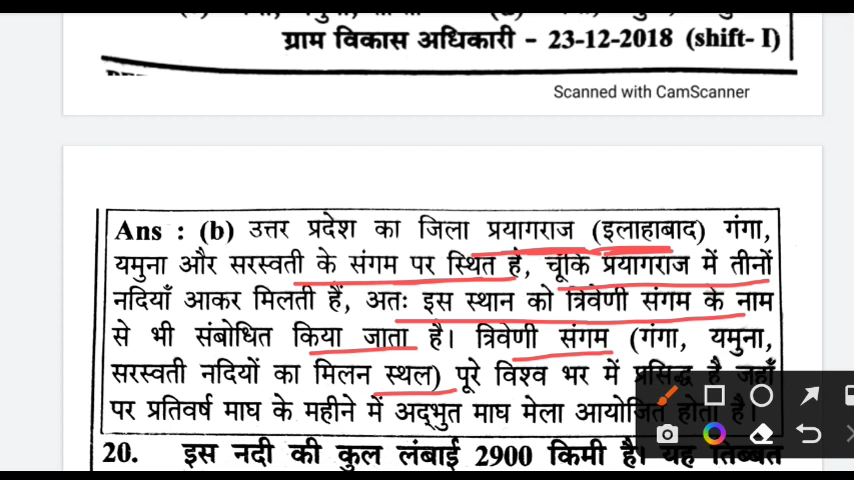 ग्राम विकास अधिकारी - 23-12-2018 (shift- I)
Scanned with CamScanner
Ans : (b) उत्तर प्रदेश का जिला प्रयागराज (इलाहाबाद) गंगा,
यमुना और सरस्वती के संगम पर स्थित है, चूंकि प्रयागराज में तीनों
नदियाँ आकर मिलती हैं, अतः इस स्थान को त्रिवेणी संगम के नाम
से भी संबोधित किया जाता है। त्रिवेणी संगम (गंगा, यमुना,
सरस्वती नदियों का मिलन स्थल) पूरे विश्व भर में प्रसिद्ध है जहाँ
पर प्रतिवर्ष माघ के महीने में अद्भुत माघ मेला आयोजित होता है।
20. इस नदी की कुल लंबाई 2900 किमी है। यह तिब्बत